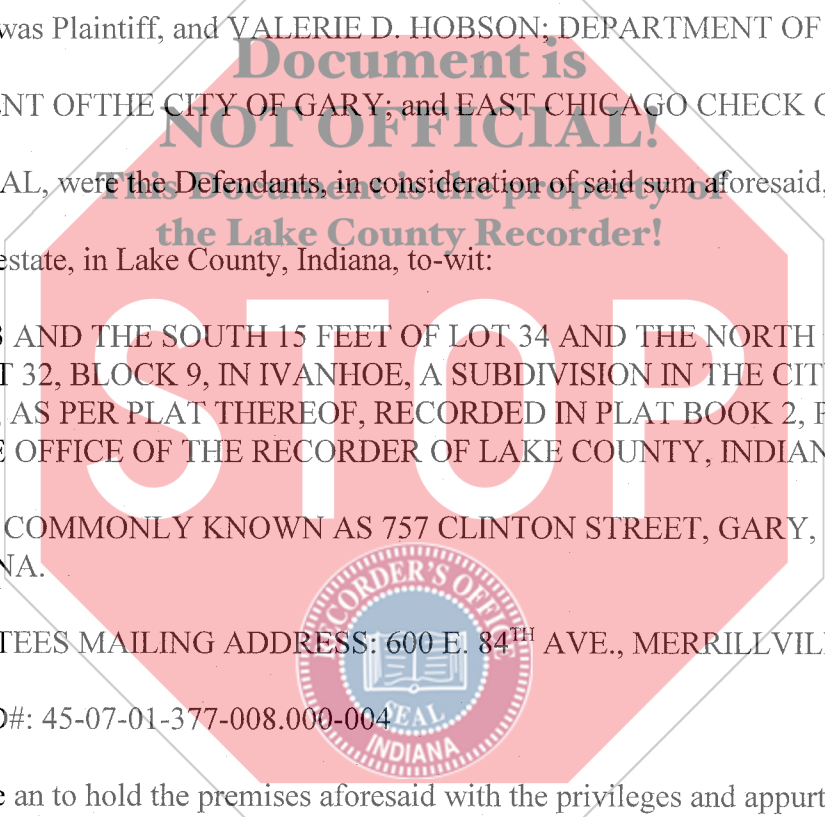 was Plaintiff, and VALERIE D. HOBSON; DEPARTMENT OF
Document is
ENT OFTHE CITY OF GARY; and EAST CHICAGO CHECK C
NOT OFFICIAL!
AL, were the Defendants, in consideration of said sum aforesaid,
This Document is the property of
the Lake County Recorder!
estate, in Lake County, Indiana, to-wit:
STOP
3 AND THE SOUTH 15 FEET OF LOT 34 AND THE NORTH
T 32, BLOCK 9, IN IVANHOE, A SUBDIVISION IN THE CIT
, AS PER PLAT THEREOF, RECORDED IN PLAT BOOK 2, P
E OFFICE OF THE RECORDER OF LAKE COUNTY, INDIAN
COMMONLY KNOWN AS 757 CLINTON STREET, GARY,
NA.
RECORDER'S OFFICE
TEES MAILING ADDRESS: 600 E. 84TH AVE., MERRILLVIL
SEAL
D#: 45-07-01-377-008.000-004
INDIANA
e an to hold the premises aforesaid with the privileges and appurt